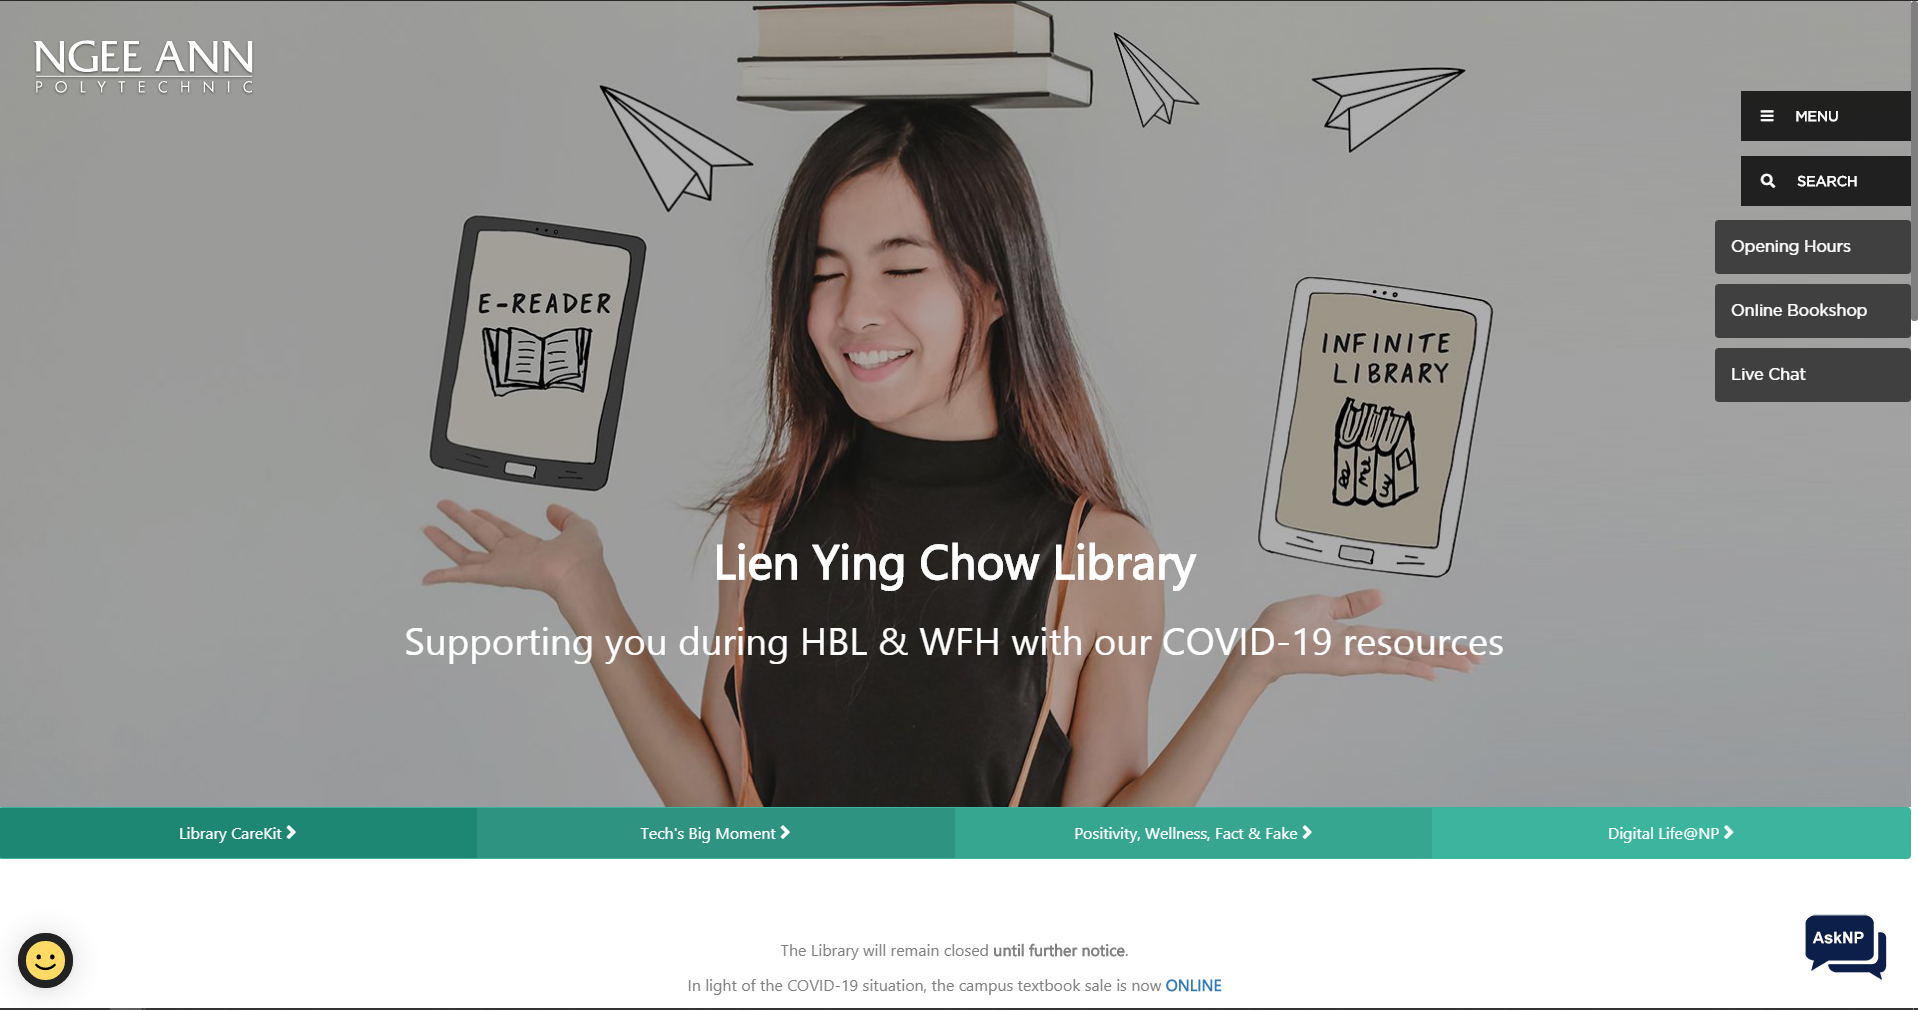 NGEE ANN
POLYTECHNIC
MENU
SEARCH
Opening Hours
Online Bookshop
Live Chat
E-READER
INFINITE
LIBRARY
Lien Ying Chow Library
Supporting you during HBL & WFH with our COVID-19 resources
Library CareKit
Tech's Big Moment
Positivity, Wellness, Fact & Fake
Digital Life@NP
The Library will remain closed until further notice.
In light of the COVID-19 situation, the campus textbook sale is now ONLINE
AskNP